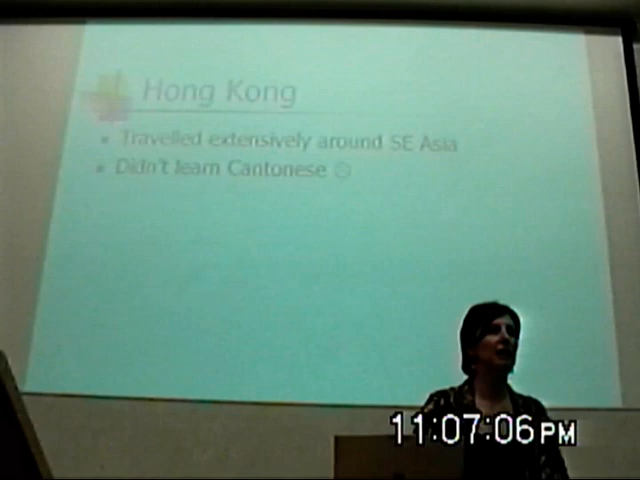 Hong Kong
▪ Travelled extensively around SE Asia
▪ Didn't learn Cantonese ☹
11:07:06 PM